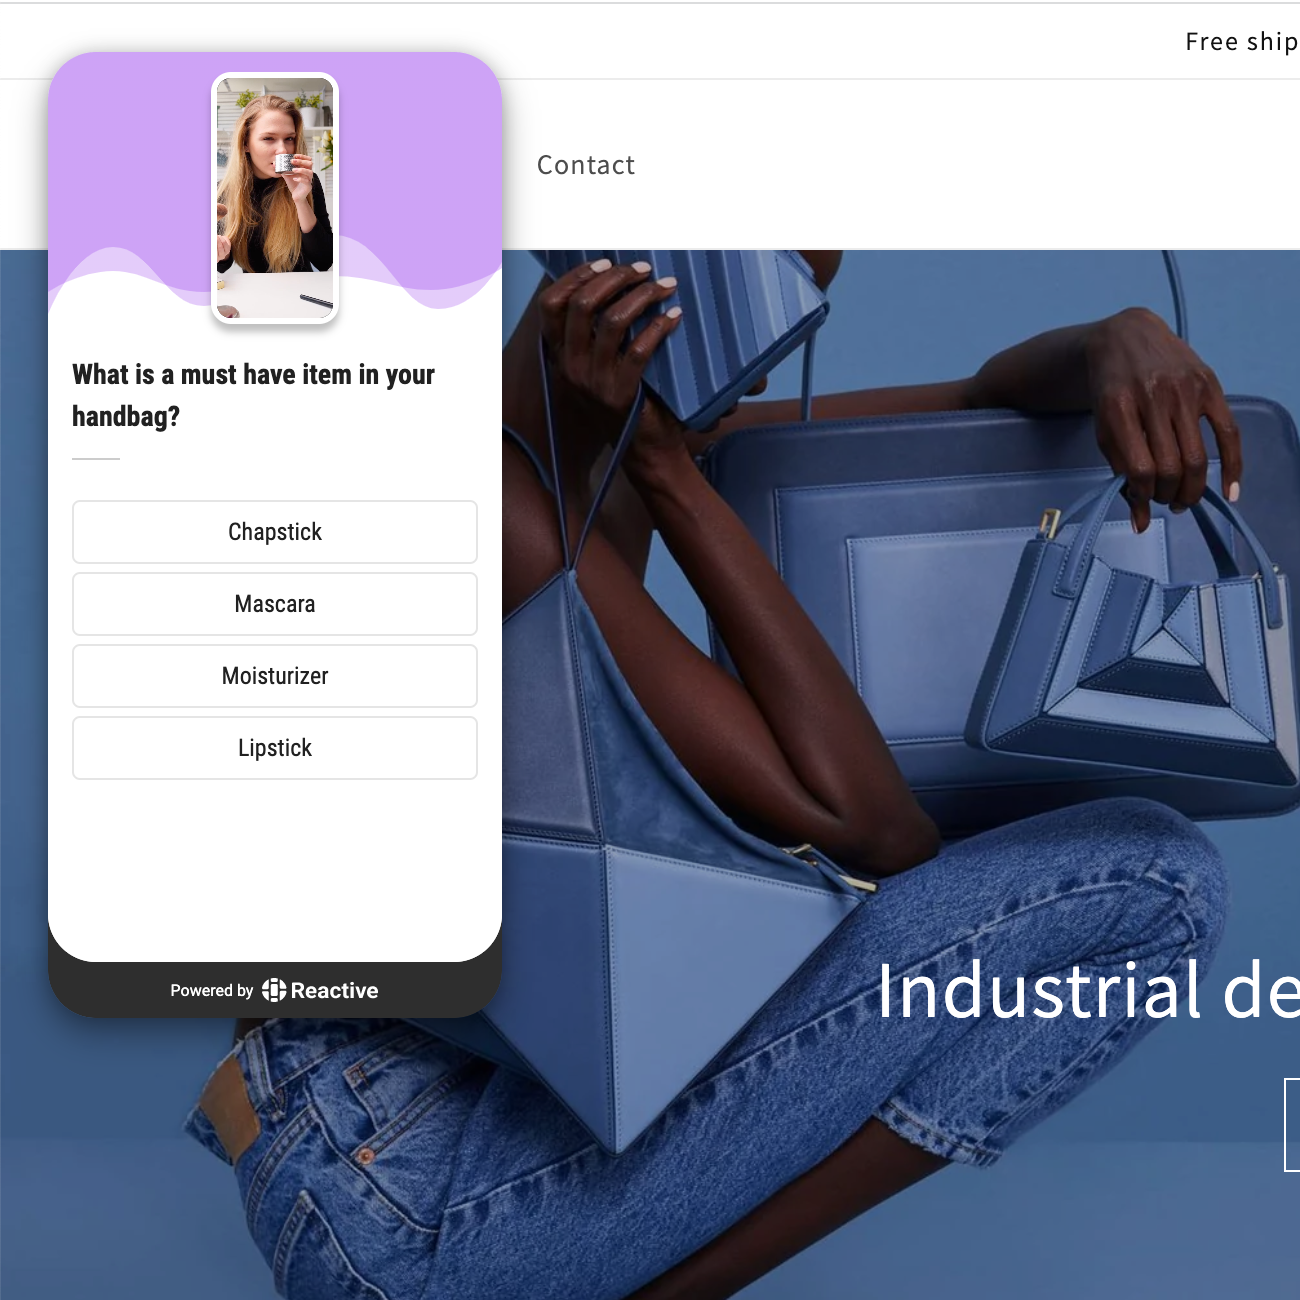 Free ship
Contact
What is a must have item in your
handbag?
Chapstick
Mascara
Moisturizer
Lipstick
Powered by Reactive
Industrial de